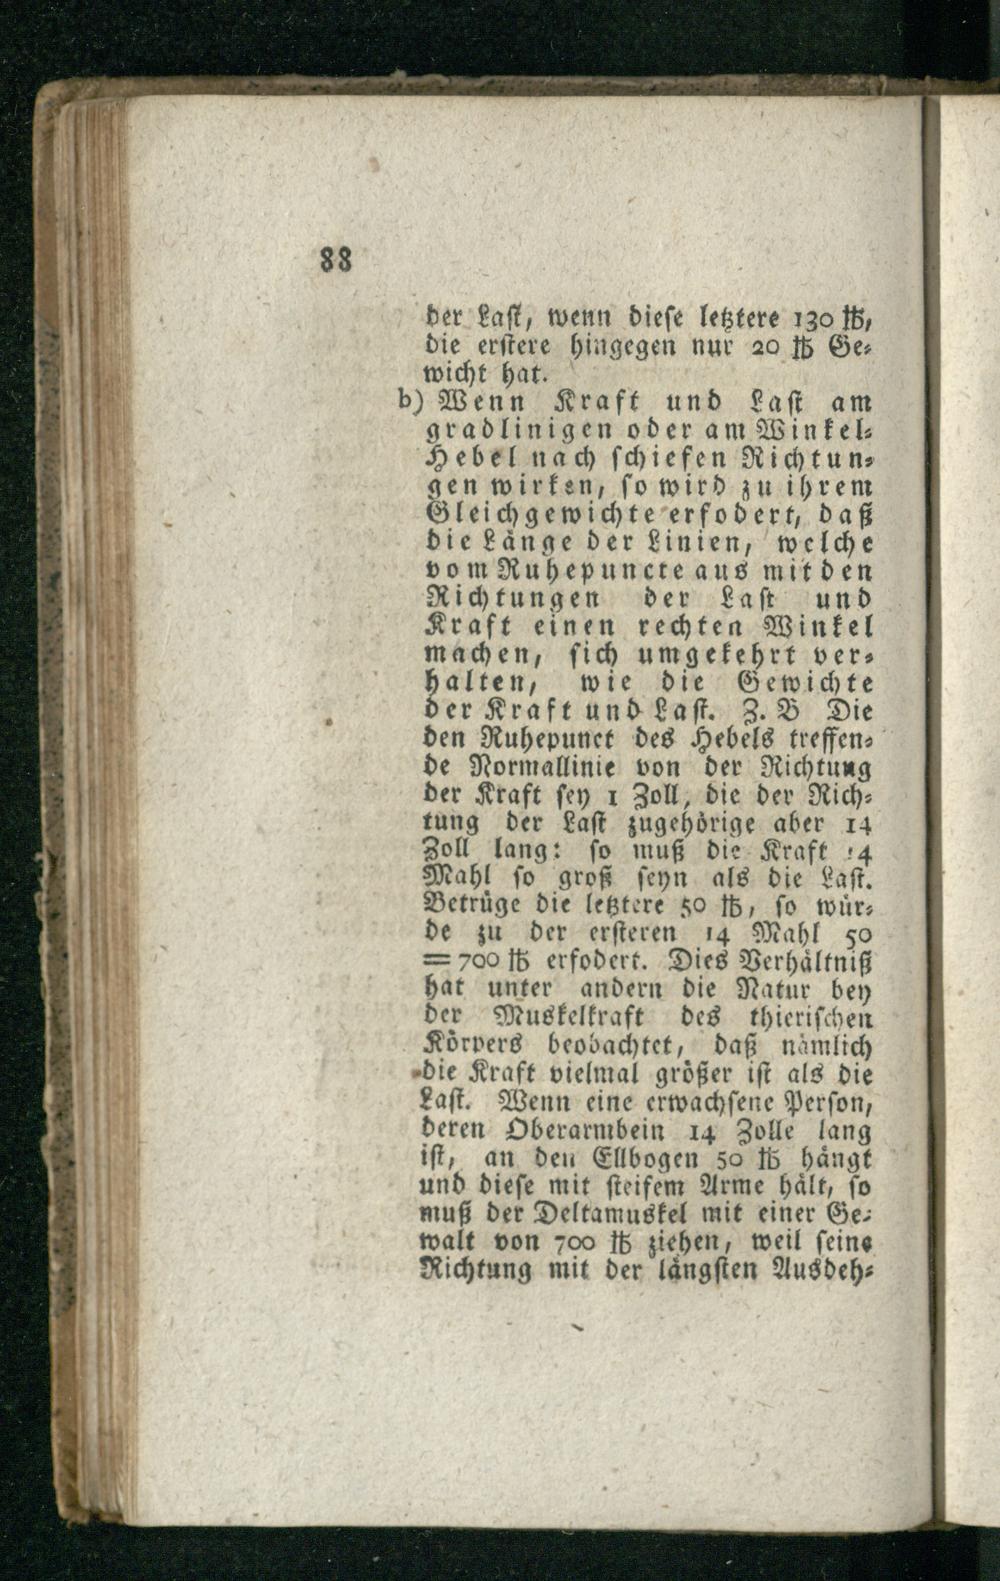 88
der Laſt, wenn dieſe letztere 130 ℔,
die erſtere hingegen nur 20 ℔ Ge-
wicht hat.
b) Wenn Kraft und Laſt am
gradlinigen oder am Winkel-
Hebel nach ſchiefen Richtun-
gen wirken, ſo wird zu ihrem
Gleichgewichte erfodert, daß
die Länge der Linien, welche
vom Ruhepuncte aus mit den
Richtungen der Laſt und
Kraft einen rechten Winkel
machen, ſich umgekehrt ver-
halten, wie die Gewichte
der Kraft und Laſt. Z. B Die
den Ruhepunct des Hebels treffen-
de Normallinie von der Richtung
der Kraft ſey 1 Zoll, die der Rich-
tung der Laſt zugehörige aber 14
Zoll lang: ſo muß die Kraft 14
Mahl ſo groß ſeyn als die Laſt.
Betrüge die letztere 50 ℔, ſo wür-
de zu der erſteren 14 Mahl 50
= 700 ℔ erfodert. Dies Verhältniß
hat unter andern die Natur bey
der Muskelkraft des thieriſchen
Körpers beobachtet, daß nämlich
die Kraft vielmal größer iſt als die
Laſt. Wenn eine erwachſene Perſon,
deren Oberarmbein 14 Zolle lang
iſt, an den Ellbogen 50 ℔ hängt
und dieſe mit ſteifem Arme hält, ſo
muß der Deltamuskel mit einer Ge-
walt von 700 ℔ ziehen, weil ſeine
Richtung mit der längſten Ausdeh-